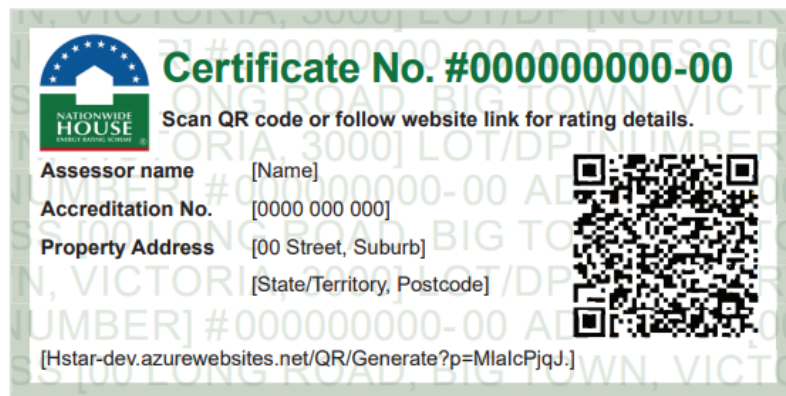 Certificate No. #000000000-00
NATIONWIDE
HOUSE
ENERGY RATING SCHEME ®
Scan QR code or follow website link for rating details.
Assessor name [Name]
Accreditation No. [0000 000 000]
Property Address [00 Street, Suburb]
[State/Territory, Postcode]
[Hstar-dev.azurewebsites.net/QR/Generate?p=MlalcPjqJ.]